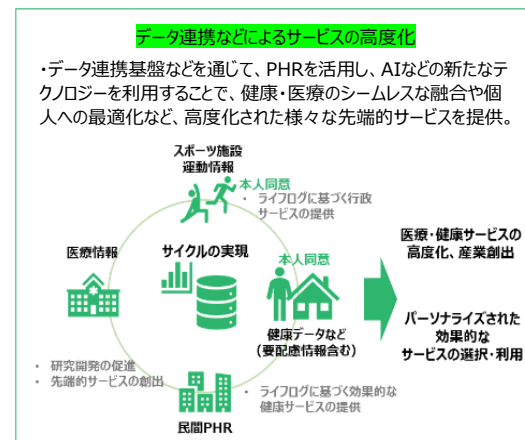 データ連携などによるサービスの高度化
・データ連携基盤などを通じて、PHRを活用し、AIなどの新たなテ
クノロジーを利用することで、健康・医療のシームレスな融合や個
人への最適化など、高度化された様々な先端的サービスを提供。
スポーツ施設
運動情報
本人同意
• ライフログに基づく行政
サービスの提供
医療情報
サイクルの実現
本人同意
健康データなど
(要配慮情報含む)
• 研究開発の促進
• 先端的サービスの創出
• ライフログに基づく効果的な
健康サービスの提供
民間PHR
医療・健康サービスの
高度化、産業創出
パーソナライズされた
効果的な
サービスの選択・利用